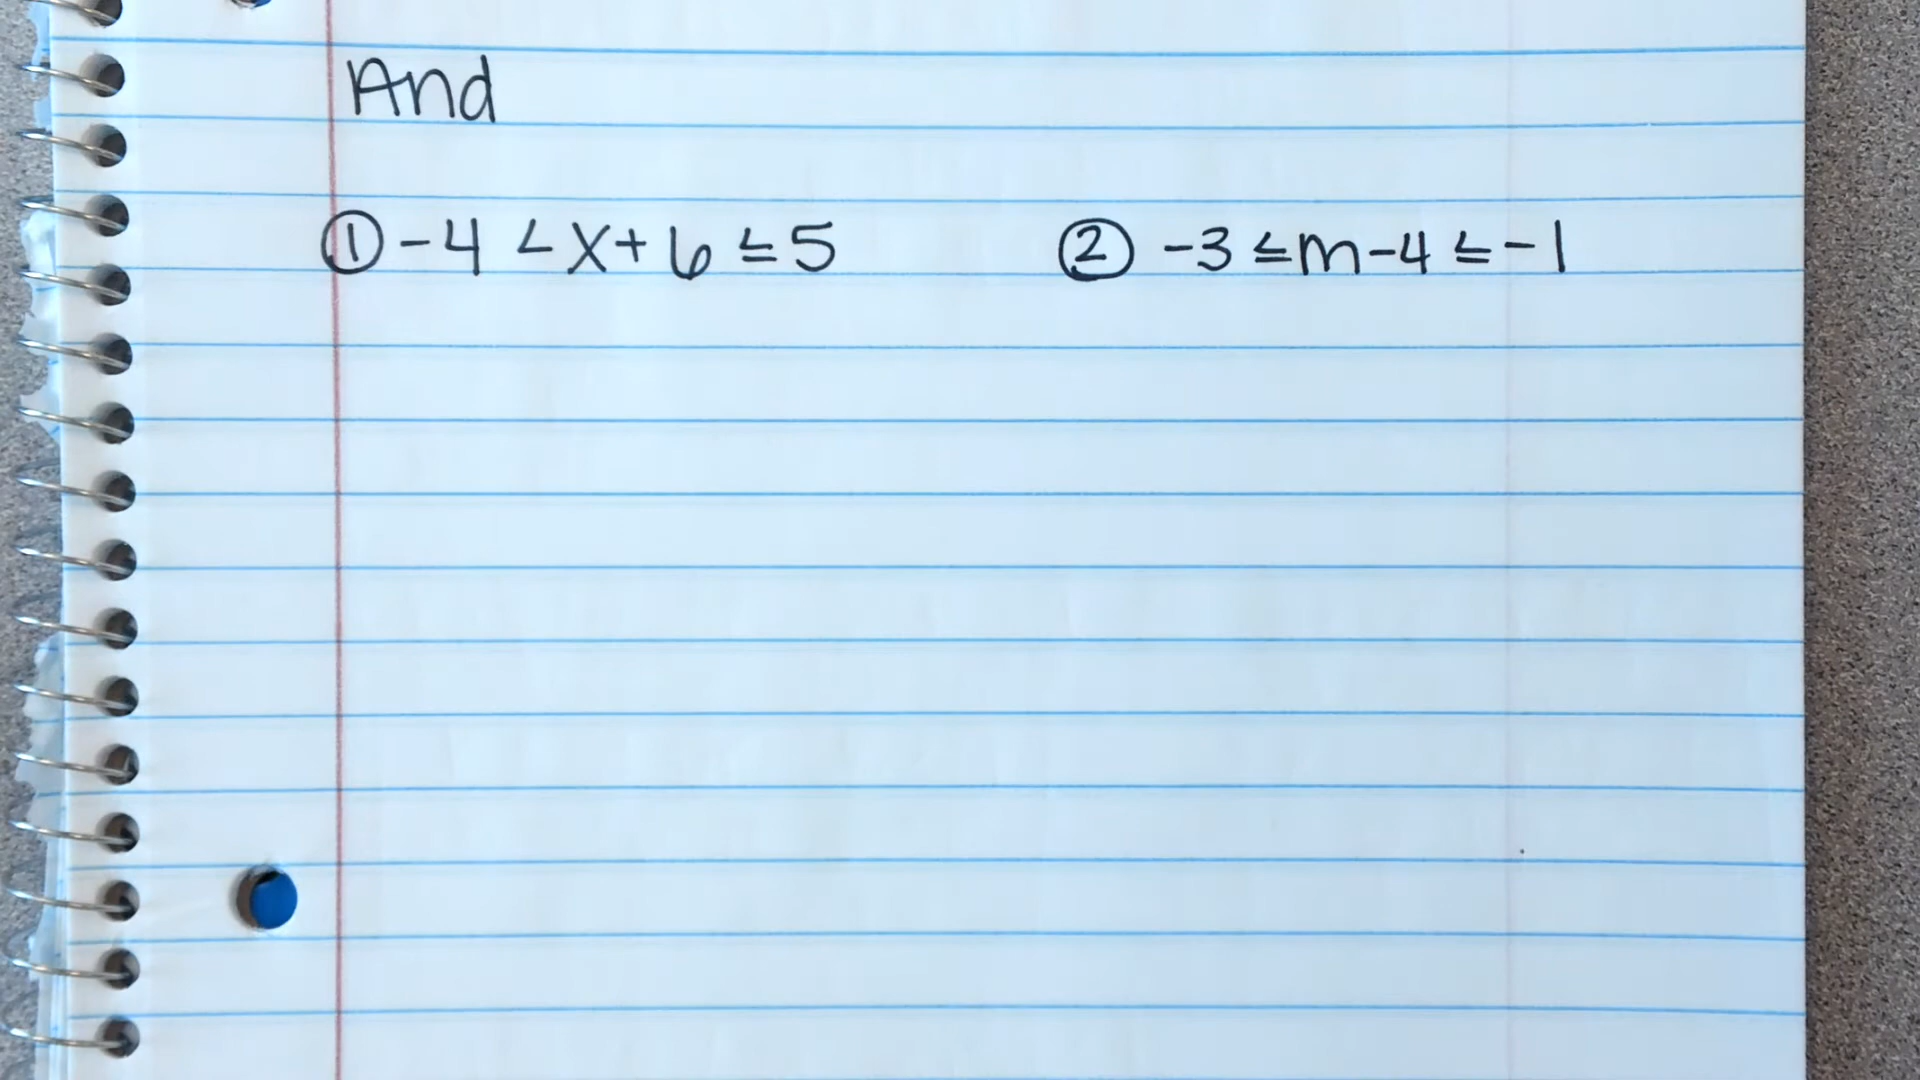 And
① -4 < x + 6 ≤ 5 ② -3 ≤ m - 4 ≤ -1